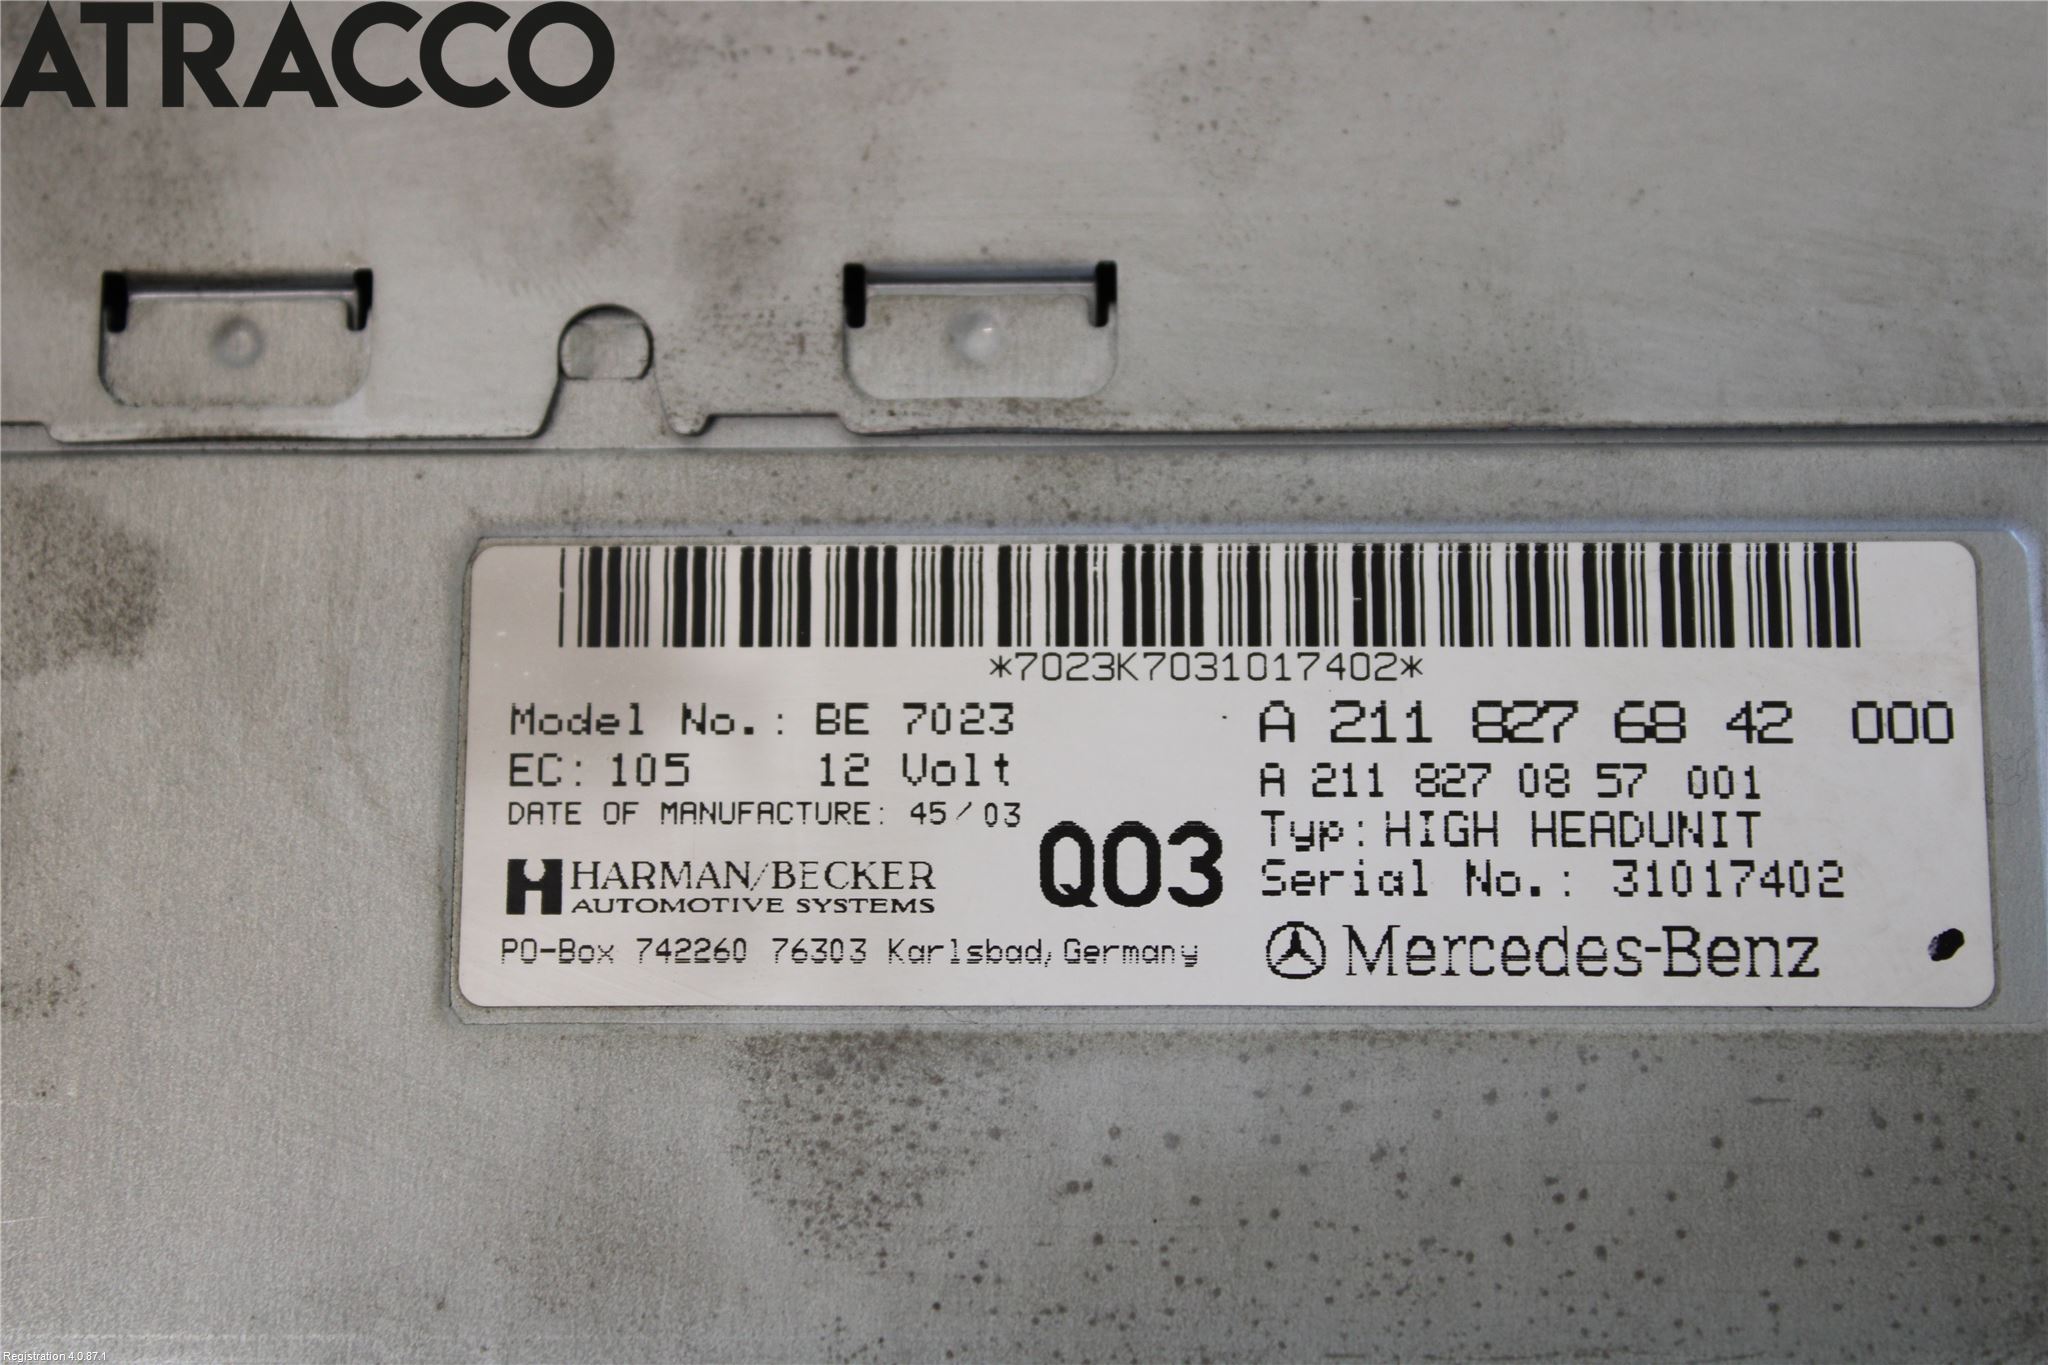 ATRACCO
*7023K7031017402*
Model No.: BE 7023
EC: 105 12 Volt
DATE OF MANUFACTURE: 45/03
HARMAN/BECKER
AUTOMOTIVE SYSTEMS
PO-Box 742260 76303 Karlsbad, Germany
Q03
A 211 827 68 42 000
A 211 827 08 57 001
Typ: HIGH HEADUNIT
Serial No.: 31017402
Mercedes-Benz
Registration 4.0.87.1